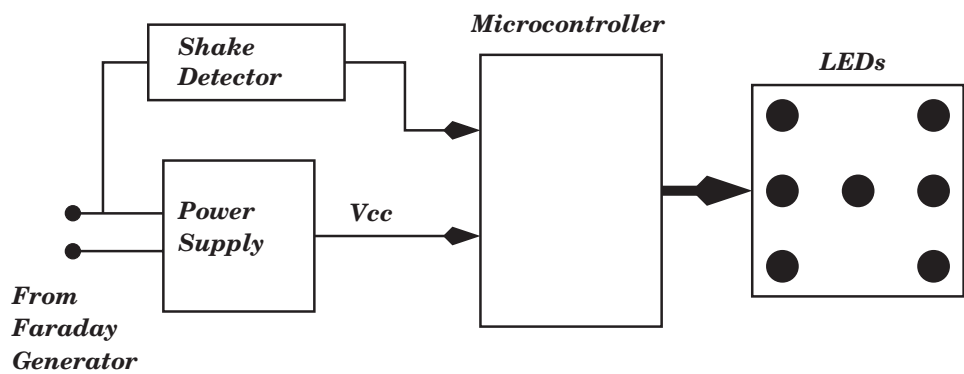 Microcontroller
Shake
Detector
LEDs
Power
Supply
Vcc
From
Faraday
Generator